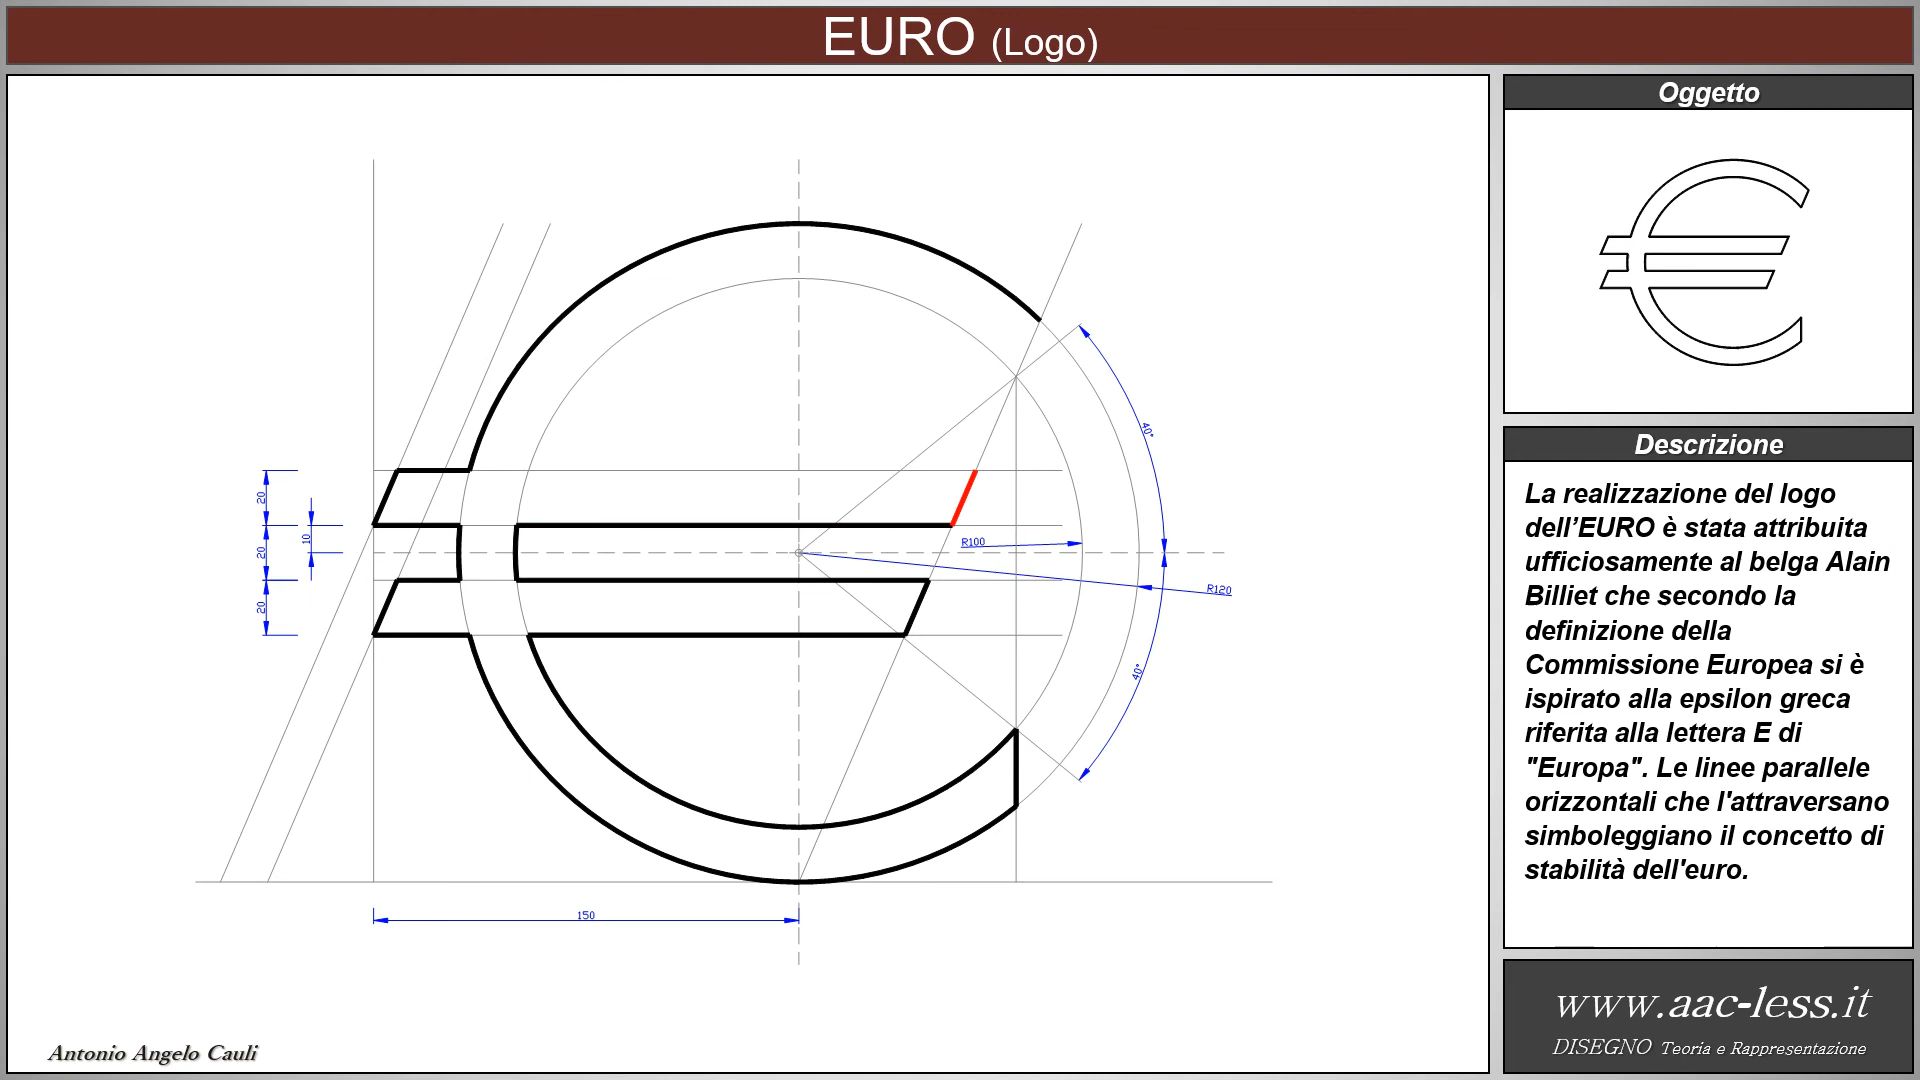 EURO (Logo)
Oggetto
Descrizione
La realizzazione del logo
dell’EURO è stata attribuita
ufficiosamente al belga Alain
Billiet che secondo la
definizione della
Commissione Europea si è
ispirato alla epsilon greca
riferita alla lettera E di
"Europa". Le linee parallele
orizzontali che l'attraversano
simboleggiano il concetto di
stabilità dell'euro.
20
20
20
10
40°
40°
R100
R120
150
Antonio Angelo Cauli
www.aac-less.it
DISEGNO Teoria e Rappresentazione